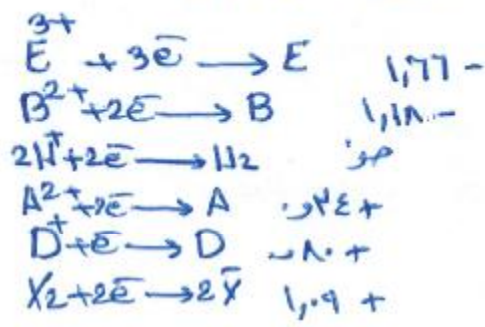 E³⁺ + 3e⁻ → E ١,٦٦ -
B²⁺ + 2e⁻ → B ١,١٨ -
2H⁺ + 2e⁻ → H₂ صفر
A²⁺ + 2e⁻ → A ٠,٣٤ +
D⁺ + e⁻ → D ٠,٨٠ +
X₂ + 2e⁻ → 2X⁻ ١,٠٩ +